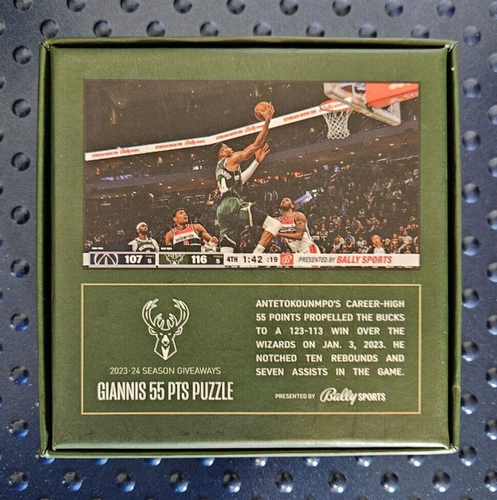 107
5
116
5
4TH 1:42 :19
PRESENTED BY BALLY SPORTS
ANTETOKOUNMPO'S CAREER-HIGH
55 POINTS PROPELLED THE BUCKS
TO A 123-113 WIN OVER THE
WIZARDS ON JAN. 3, 2023. HE
NOTCHED TEN REBOUNDS AND
SEVEN ASSISTS IN THE GAME.
2023-24 SEASON GIVEAWAYS
GIANNIS 55 PTS PUZZLE
PRESENTED BY Bally SPORTS